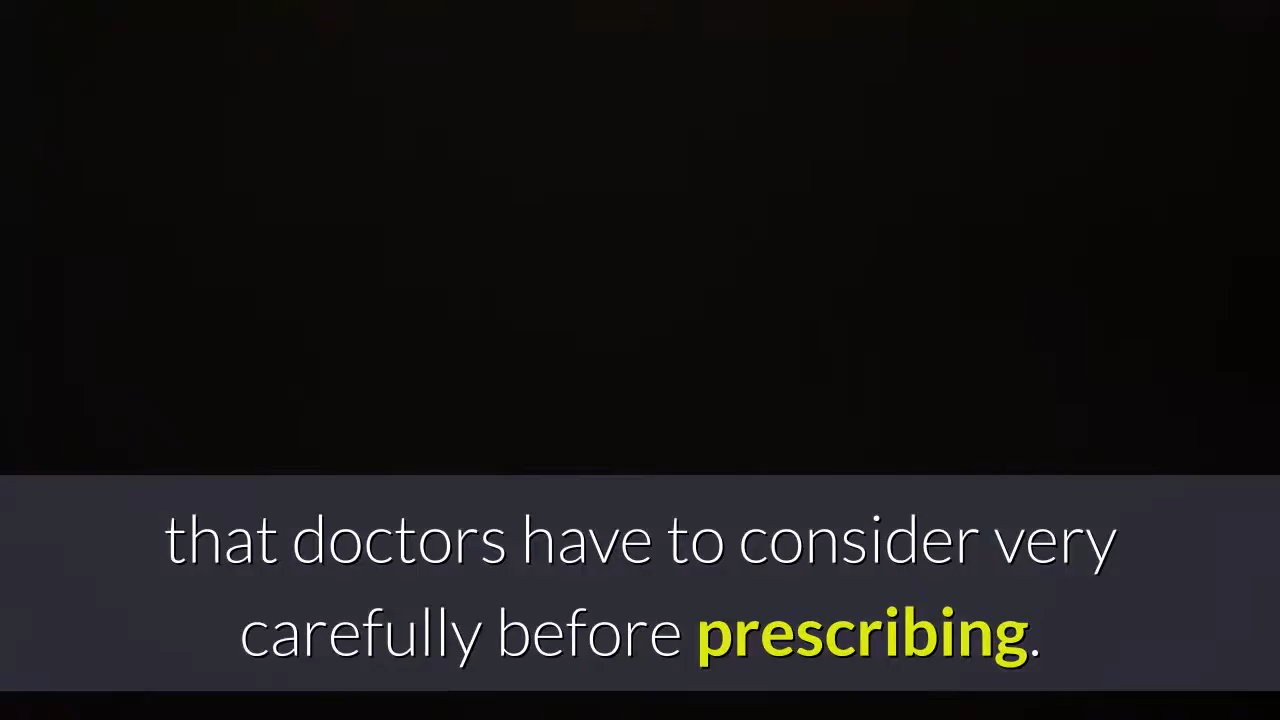 that doctors have to consider very
carefully before prescribing.